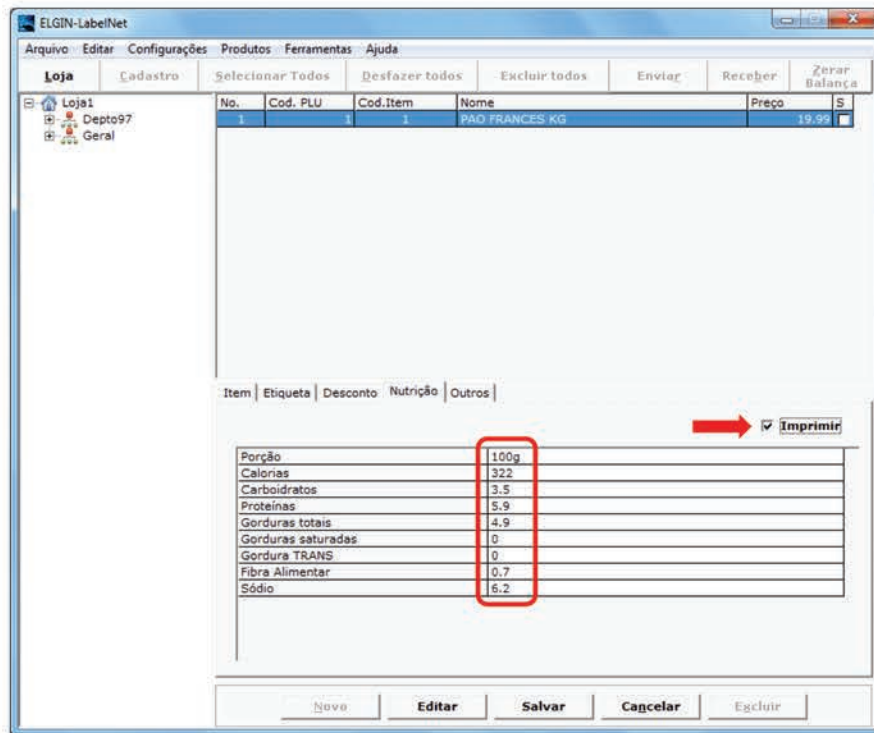 ELGIN-LabelNet
Arquivo Editar Configurações Produtos Ferramentas Ajuda
Loja Cadastro Selecionar Todos Desfazer todos Excluir todos Enviar Receber Zerar Balança
Loja1
Depto97
Geral
No. Cod. PLU Cod.Item Nome Preço S
1 1 1 PAO FRANCES KG 19.99
Item Etiqueta Desconto Nutrição Outros
Imprimir
Porção 100g
Calorias 322
Carboidratos 3.5
Proteínas 5.9
Gorduras totais 4.9
Gorduras saturadas 0
Gordura TRANS 0
Fibra Alimentar 0.7
Sódio 6.2
Novo Editar Salvar Cancelar Excluir